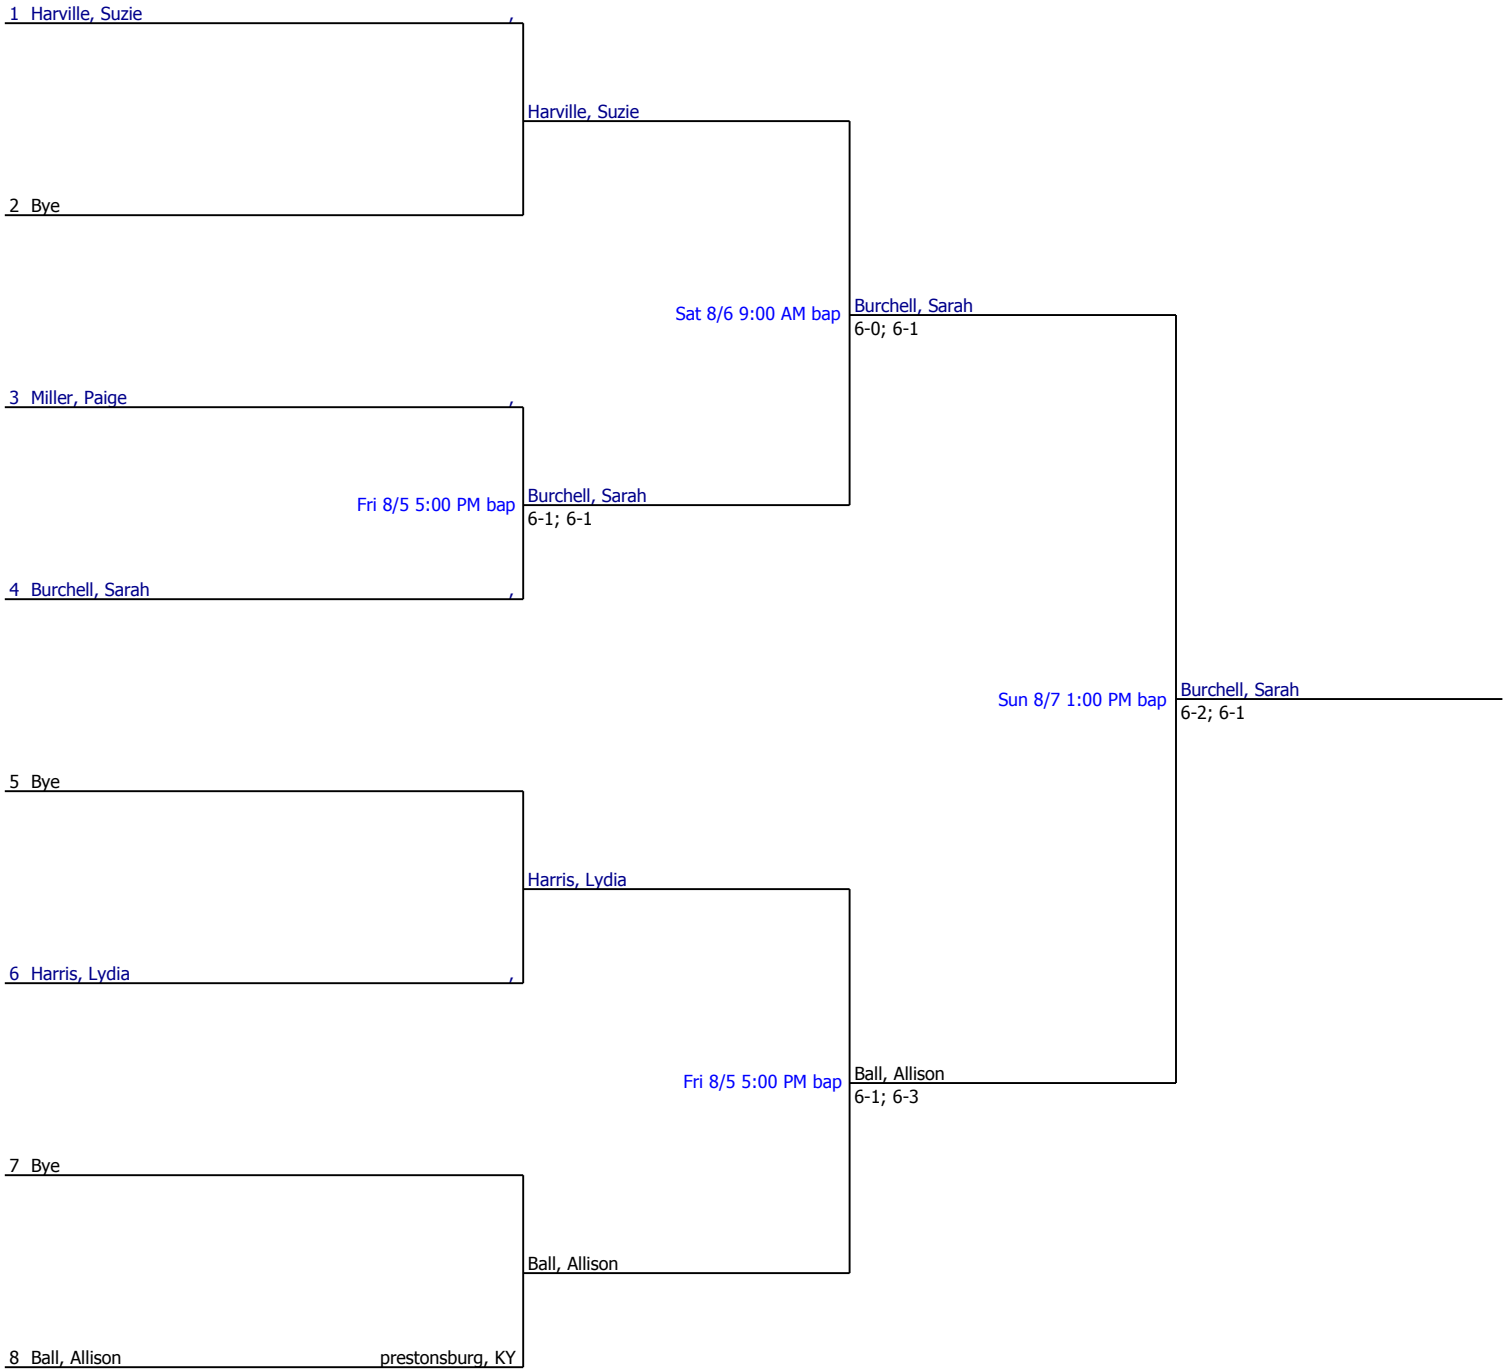 1 Harville, Suzie ,
Harville, Suzie
2 Bye
Sat 8/6 9:00 AM bap
Burchell, Sarah
6-0; 6-1
3 Miller, Paige ,
Fri 8/5 5:00 PM bap
Burchell, Sarah
6-1; 6-1
4 Burchell, Sarah ,
Sun 8/7 1:00 PM bap
Burchell, Sarah
6-2; 6-1
5 Bye
Harris, Lydia
6 Harris, Lydia ,
Fri 8/5 5:00 PM bap
Ball, Allison
6-1; 6-3
7 Bye
Ball, Allison
8 Ball, Allison prestonsburg, KY